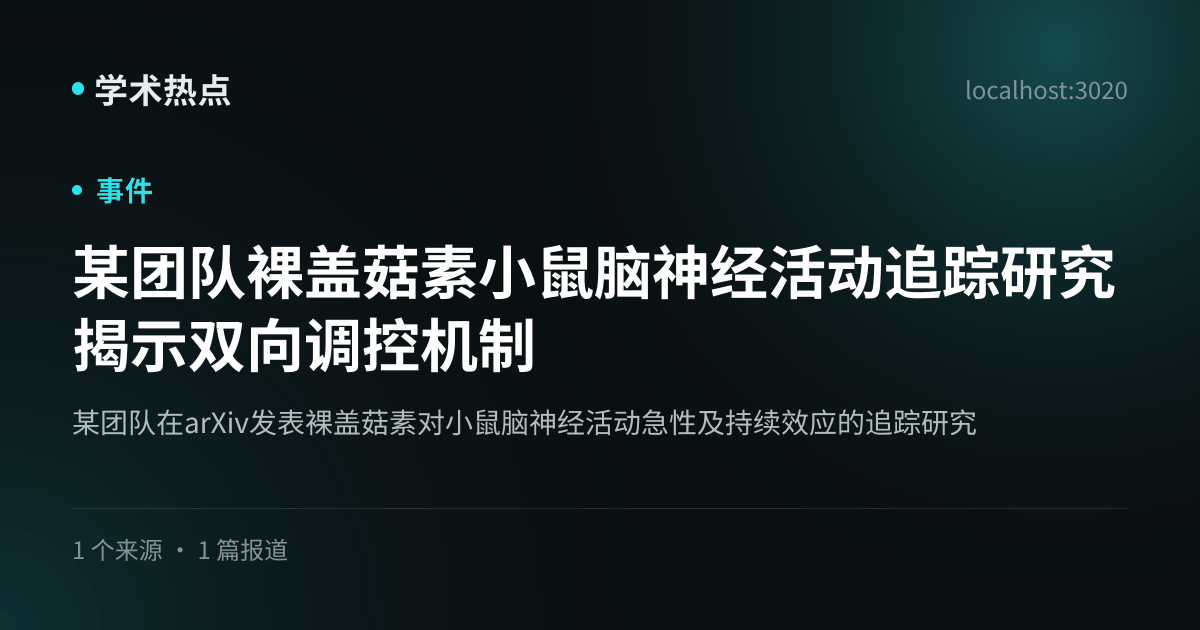 学术热点
localhost:3020
事件
某团队裸盖菇素小鼠脑神经活动追踪研究
揭示双向调控机制
某团队在arXiv发表裸盖菇素对小鼠脑神经活动急性及持续效应的追踪研究
1 个来源 · 1 篇报道